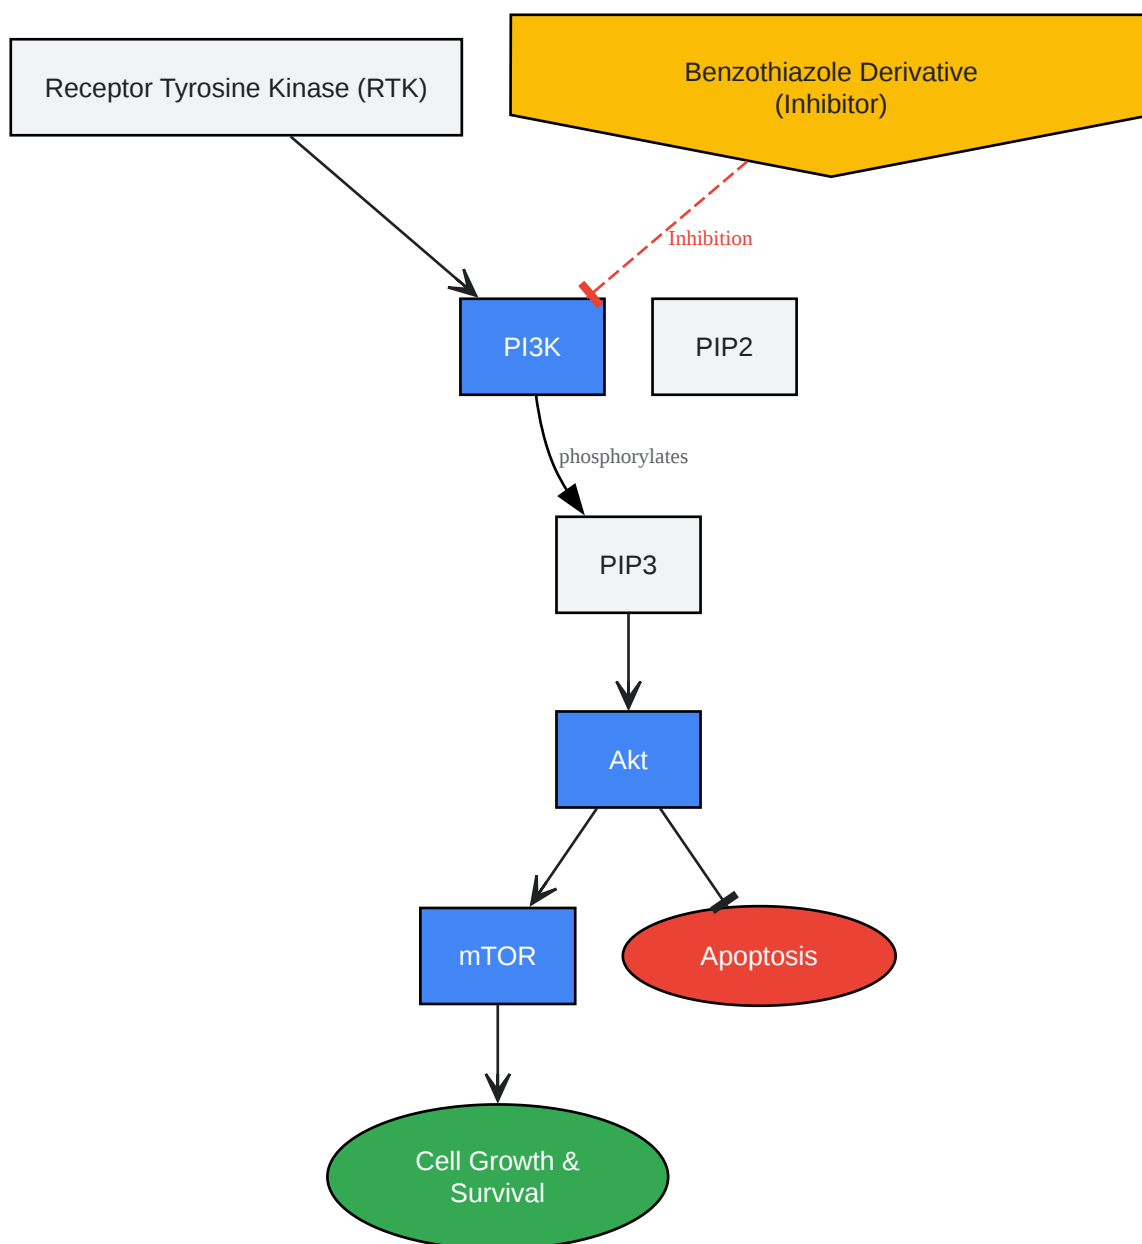 Receptor Tyrosine Kinase (RTK)
Benzothiazole Derivative
(Inhibitor)
Inhibition
PI3K
PIP2
phosphorylates
PIP3
Akt
mTOR
Apoptosis
Cell Growth &
Survival